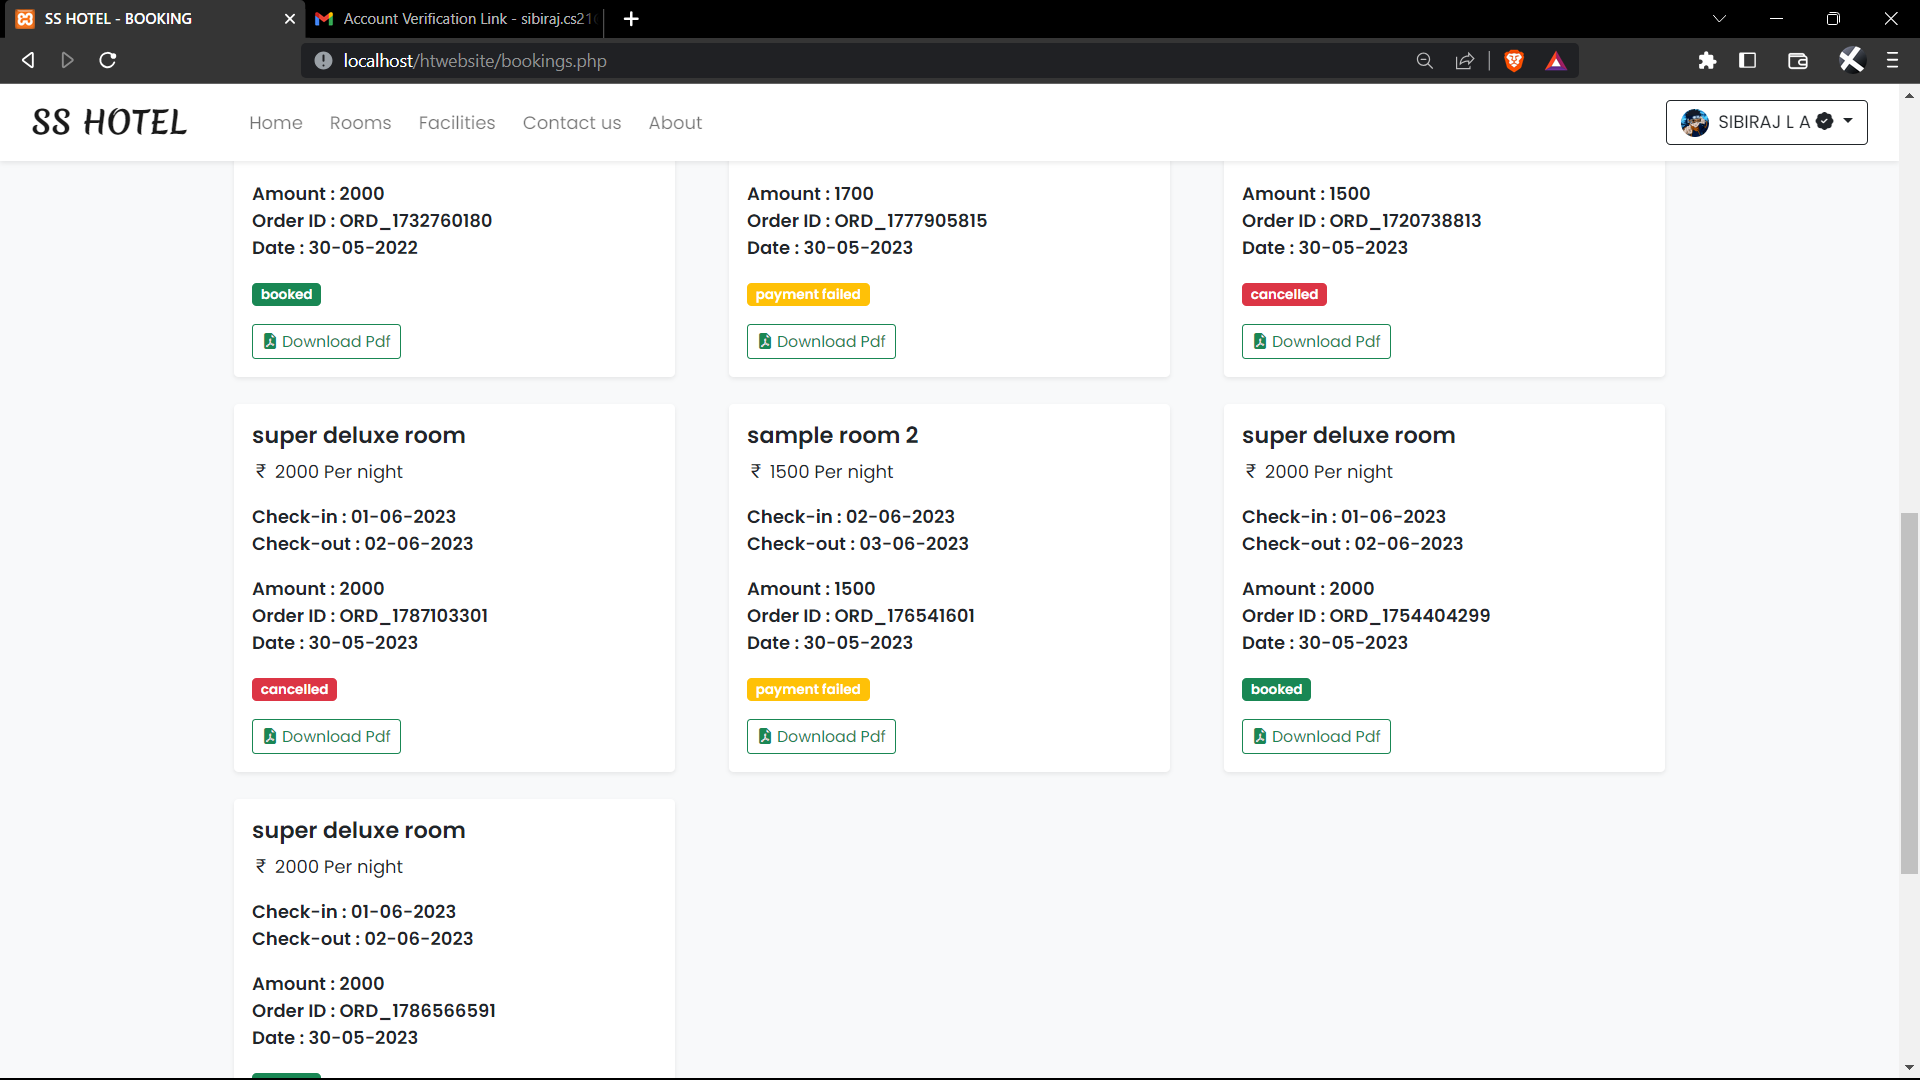 SS HOTEL - BOOKING
Account Verification Link - sibiraj.cs21
localhost/htwebsite/bookings.php
SS HOTEL
Home Rooms Facilities Contact us About
SIBIRAJ L A
Amount : 2000
Order ID : ORD_1732760180
Date : 30-05-2022
booked
Download Pdf
Amount : 1700
Order ID : ORD_1777905815
Date : 30-05-2023
payment failed
Download Pdf
Amount : 1500
Order ID : ORD_1720738813
Date : 30-05-2023
cancelled
Download Pdf
super deluxe room
₹ 2000 Per night
Check-in : 01-06-2023
Check-out : 02-06-2023
Amount : 2000
Order ID : ORD_1787103301
Date : 30-05-2023
cancelled
Download Pdf
sample room 2
₹ 1500 Per night
Check-in : 02-06-2023
Check-out : 03-06-2023
Amount : 1500
Order ID : ORD_176541601
Date : 30-05-2023
payment failed
Download Pdf
super deluxe room
₹ 2000 Per night
Check-in : 01-06-2023
Check-out : 02-06-2023
Amount : 2000
Order ID : ORD_1754404299
Date : 30-05-2023
booked
Download Pdf
super deluxe room
₹ 2000 Per night
Check-in : 01-06-2023
Check-out : 02-06-2023
Amount : 2000
Order ID : ORD_1786566591
Date : 30-05-2023